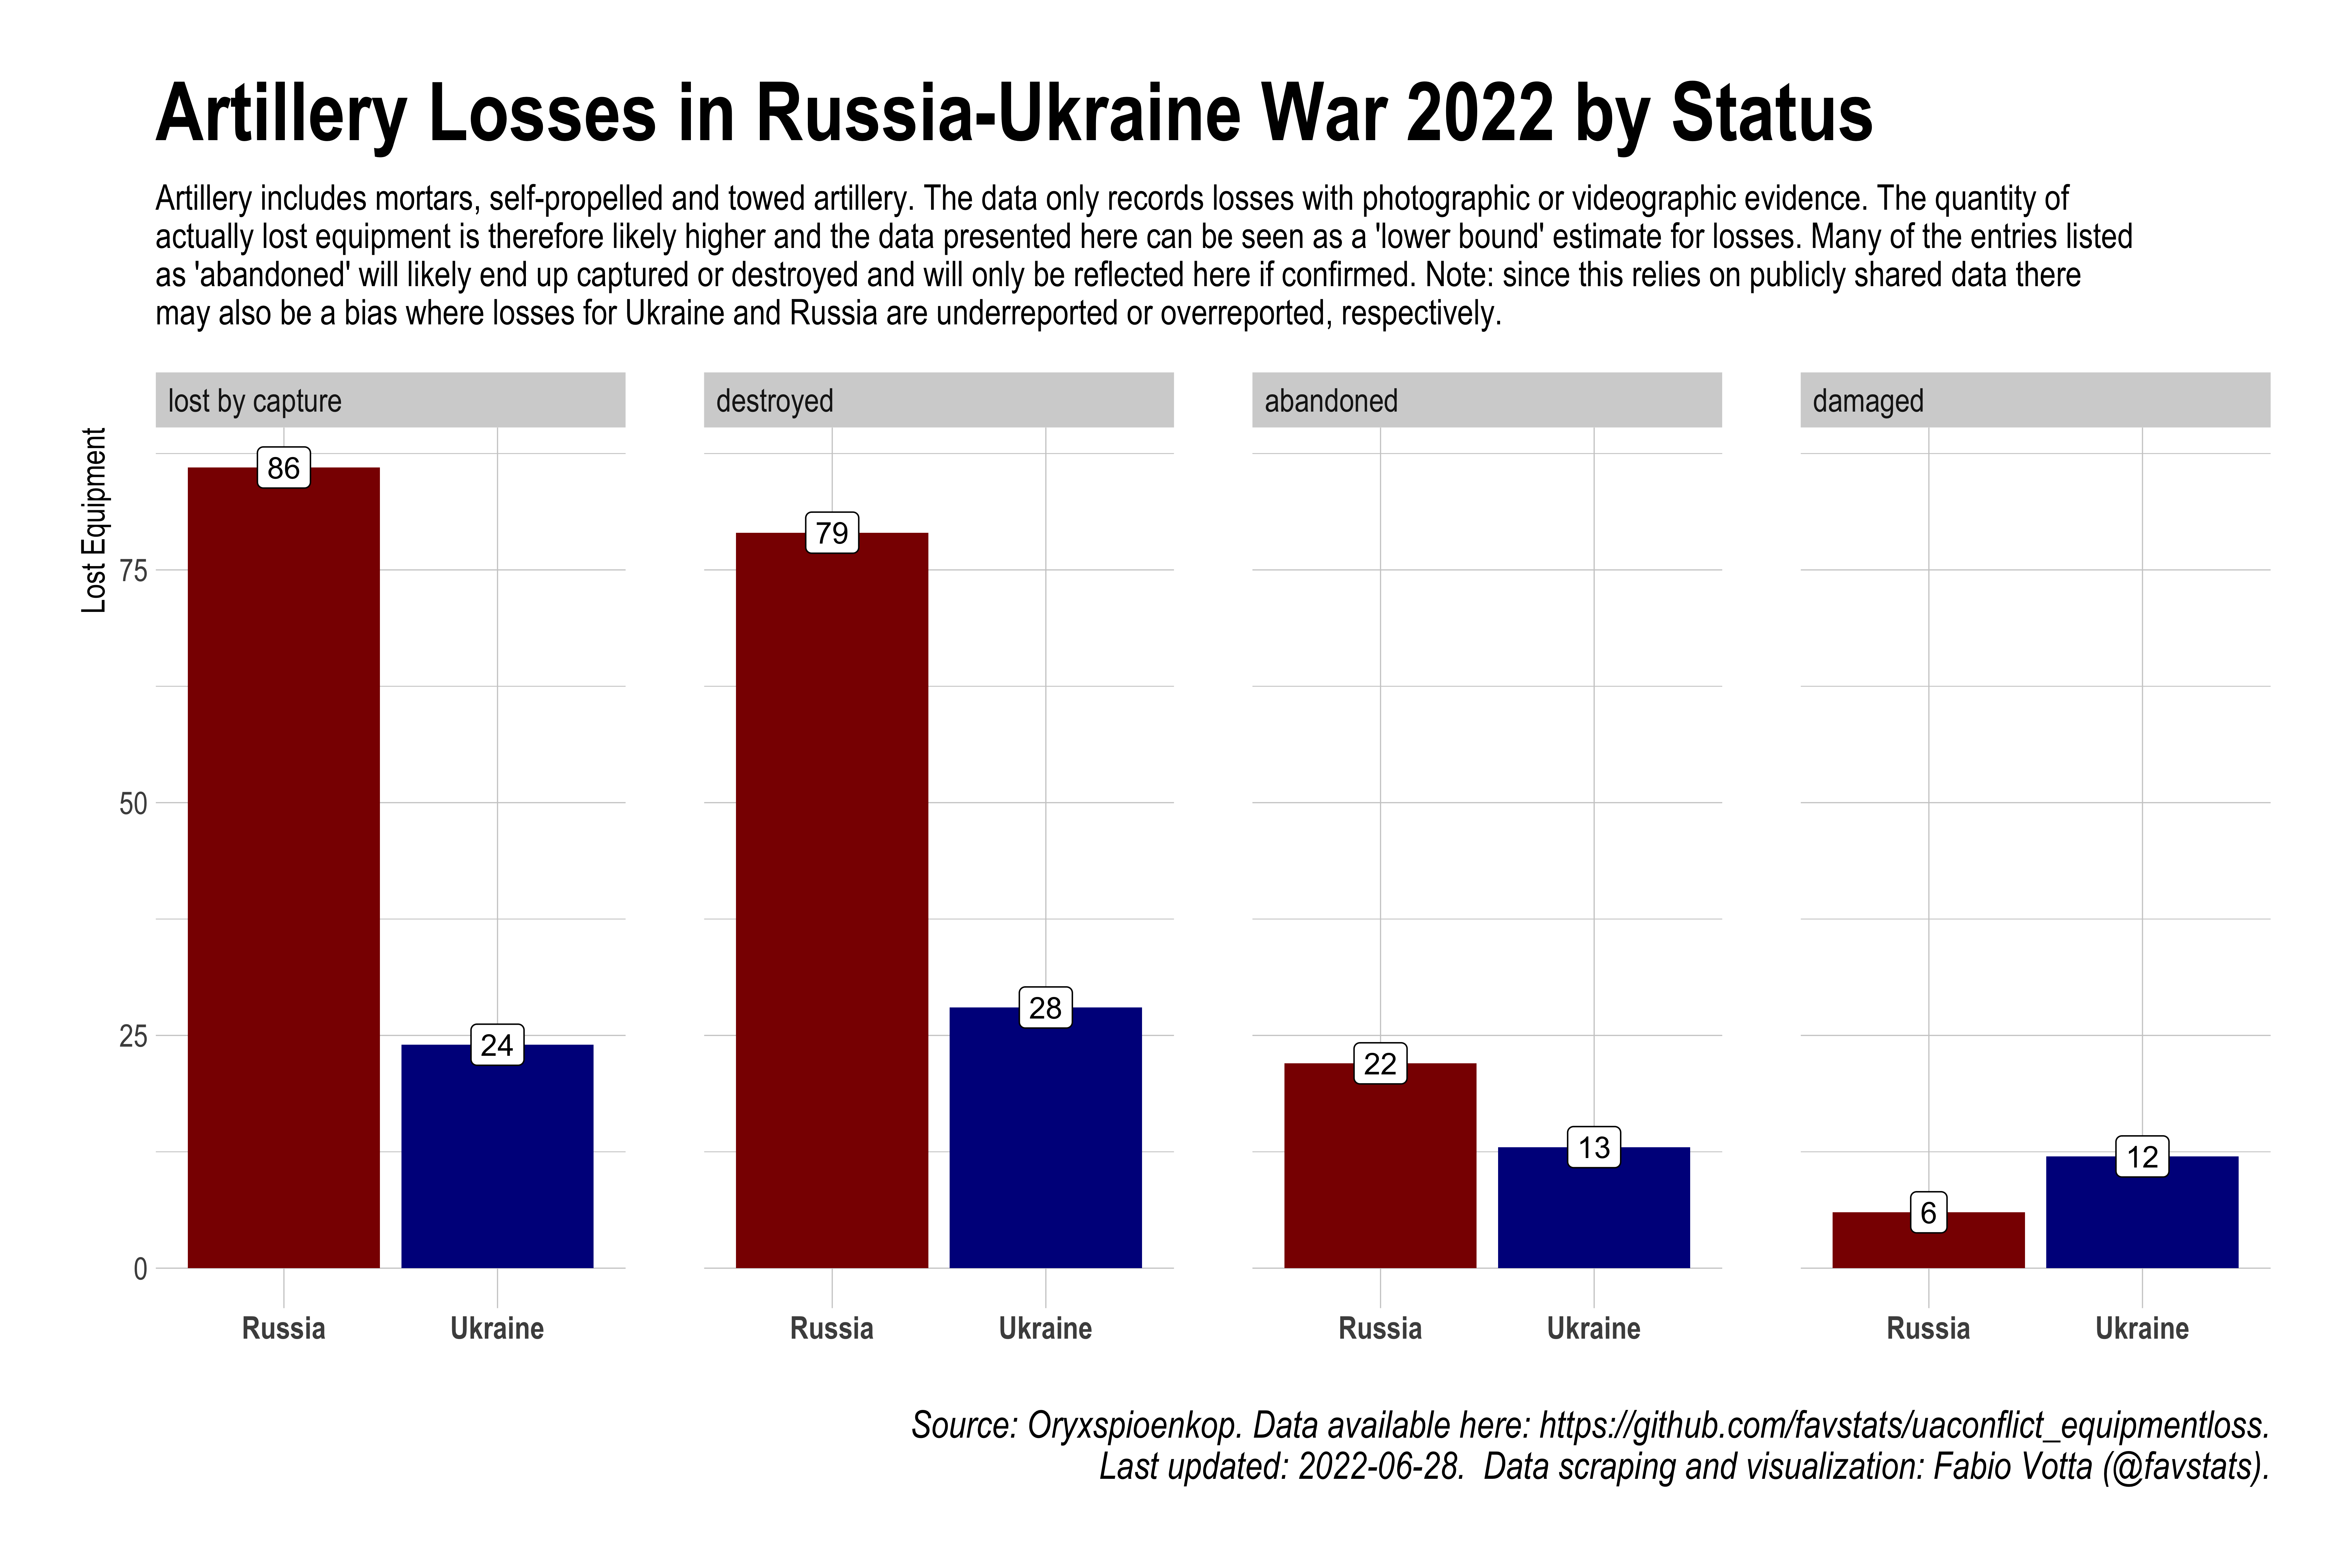 Artillery Losses in Russia-Ukraine War 2022 by Status
Artillery includes mortars, self-propelled and towed artillery. The data only records losses with photographic or videographic evidence. The quantity of
actually lost equipment is therefore likely higher and the data presented here can be seen as a 'lower bound' estimate for losses. Many of the entries listed
as 'abandoned' will likely end up captured or destroyed and will only be reflected here if confirmed. Note: since this relies on publicly shared data there
may also be a bias where losses for Ukraine and Russia are underreported or overreported, respectively.
lost by capture
destroyed
abandoned
damaged
Lost Equipment
75
50
25
0
86
24
79
28
22
13
6
12
Russia
Ukraine
Russia
Ukraine
Russia
Ukraine
Russia
Ukraine
Source: Oryxspioenkop. Data available here: https://github.com/favstats/uaconflict_equipmentloss.
Last updated: 2022-06-28.  Data scraping and visualization: Fabio Votta (@favstats).